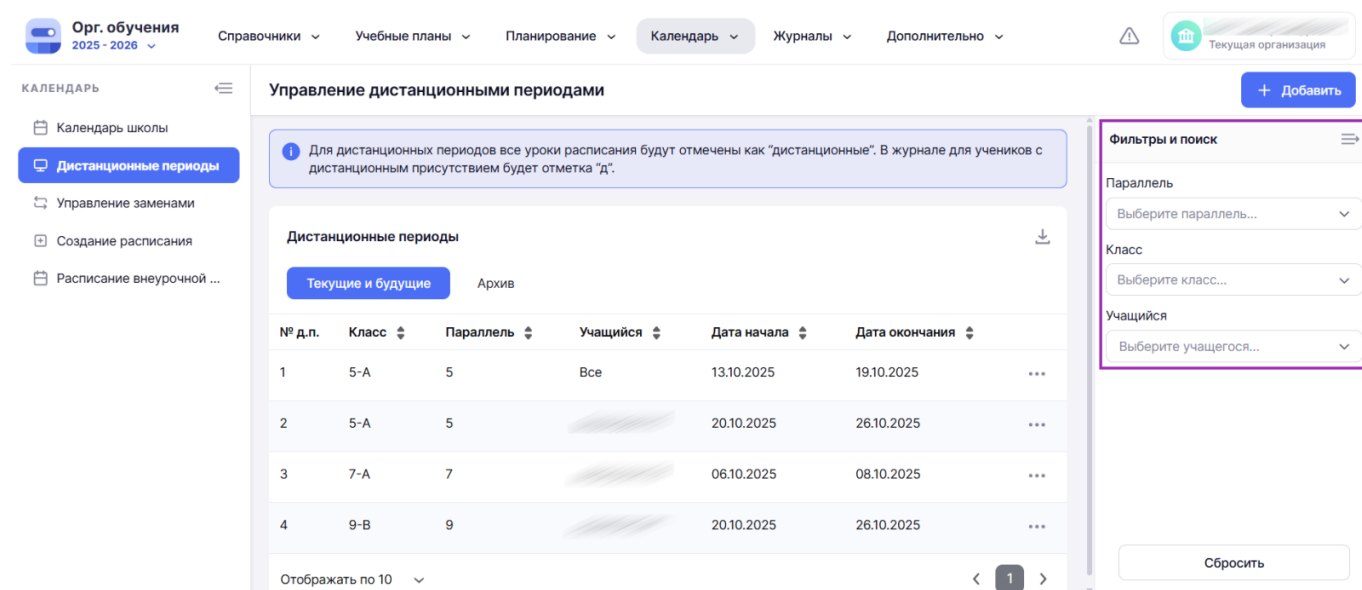 Орг. обучения
2025 - 2026
Справочники
Учебные планы
Планирование
Календарь
Журналы
Дополнительно
Текущая организация
КАЛЕНДАРЬ
Календарь школы
Дистанционные периоды
Управление заменами
Создание расписания
Расписание внеурочной ...
Управление дистанционными периодами
+ Добавить
Для дистанционных периодов все уроки расписания будут отмечены как "дистанционные". В журнале для учеников с
дистанционным присутствием будет отметка "д".
Дистанционные периоды
Текущие и будущие Архив
№ д.п. Класс Параллель Учащийся Дата начала Дата окончания
1 5-А 5 Все 13.10.2025 19.10.2025
2 5-А 5 20.10.2025 26.10.2025
3 7-А 7 06.10.2025 08.10.2025
4 9-В 9 20.10.2025 26.10.2025
Отображать по 10
1
Фильтры и поиск
Параллель
Выберите параллель...
Класс
Выберите класс...
Учащийся
Выберите учащегося...
Сбросить